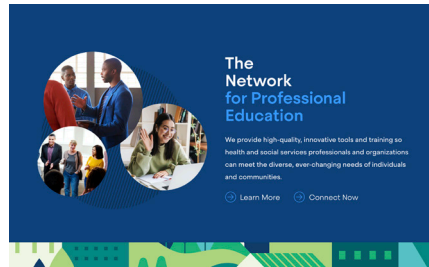 The
Network
for Professional
Education
We provide high-quality, innovative tools and training so
health and social services professionals and organizations
can meet the diverse, ever-changing needs of individuals
and communities.
Learn More
Connect Now